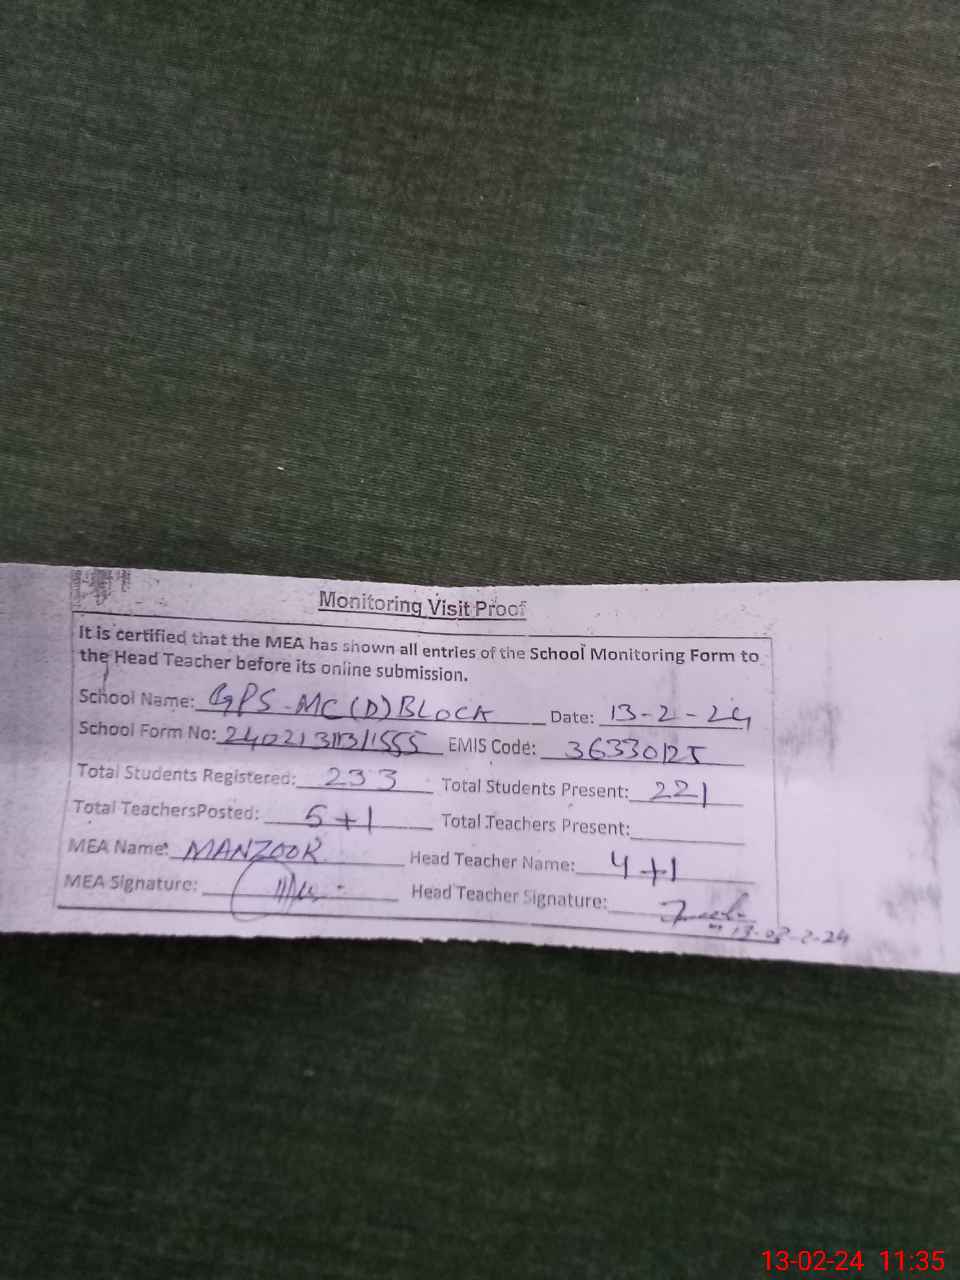 Monitoring Visit Proof
It is certified that the MEA has shown all entries of the School Monitoring Form to
the Head Teacher before its online submission.
School Name: GPS-MC(D)BLOCK Date: 13-2-24
School Form No: EMIS Code: 36330125
Total Students Registered: 233 Total Students Present: 221
Total TeachersPosted: 5+1 Total Teachers Present:
MEA Name: MANZOOR Head Teacher Name: 4+1
MEA Signature: Head Teacher Signature:
13-02-24 11:35